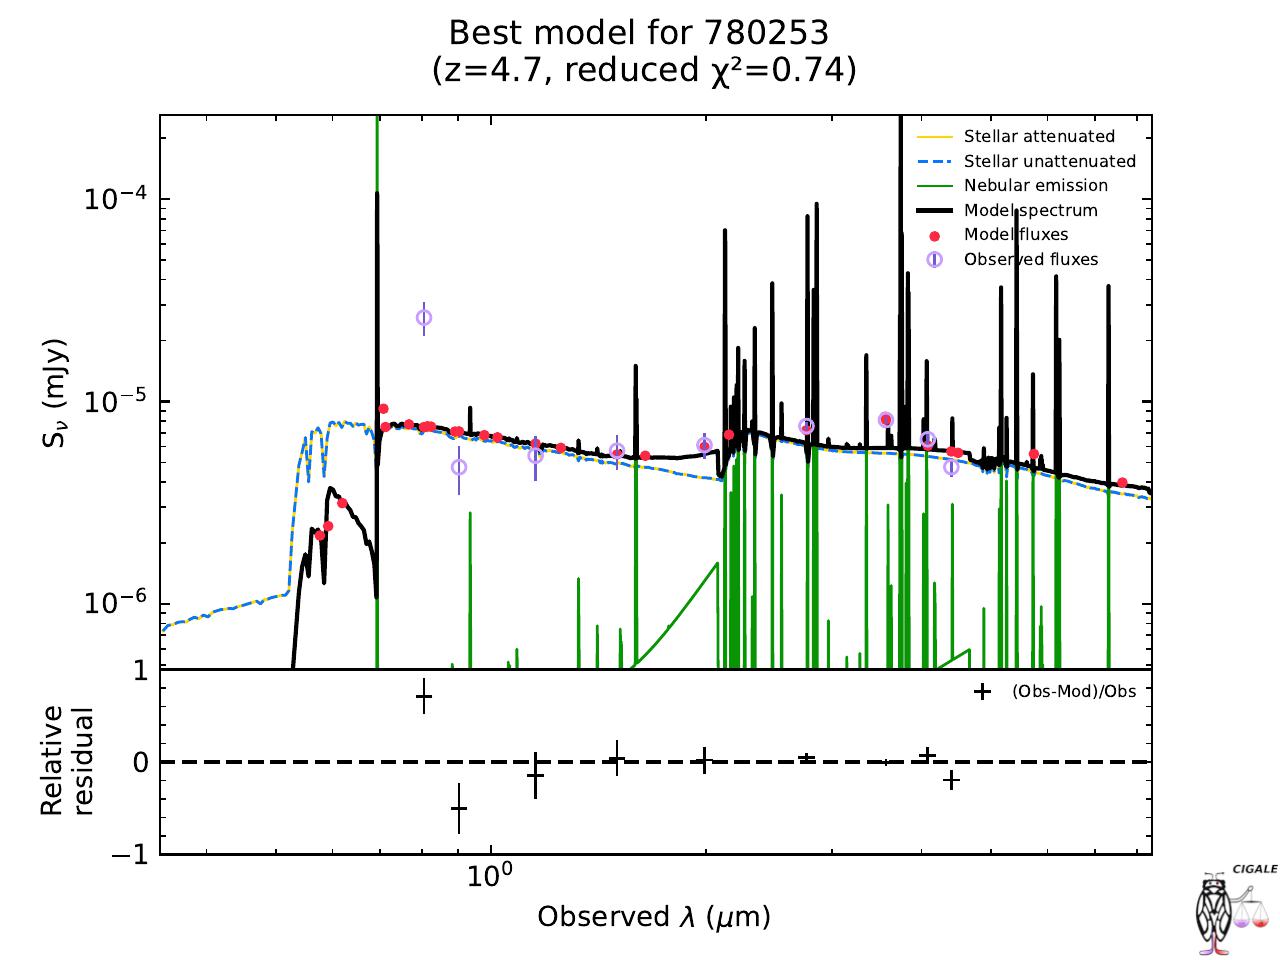 Best model for 780253
(z=4.7, reduced χ²=0.74)
Stellar attenuated
Stellar unattenuated
Nebular emission
Model spectrum
Model fluxes
Observed fluxes
10⁻⁴
10⁻⁵
10⁻⁶
S_ν (mJy)
1
0
−1
Relative
residual
(Obs-Mod)/Obs
10⁰
Observed λ (μm)
CIGALE